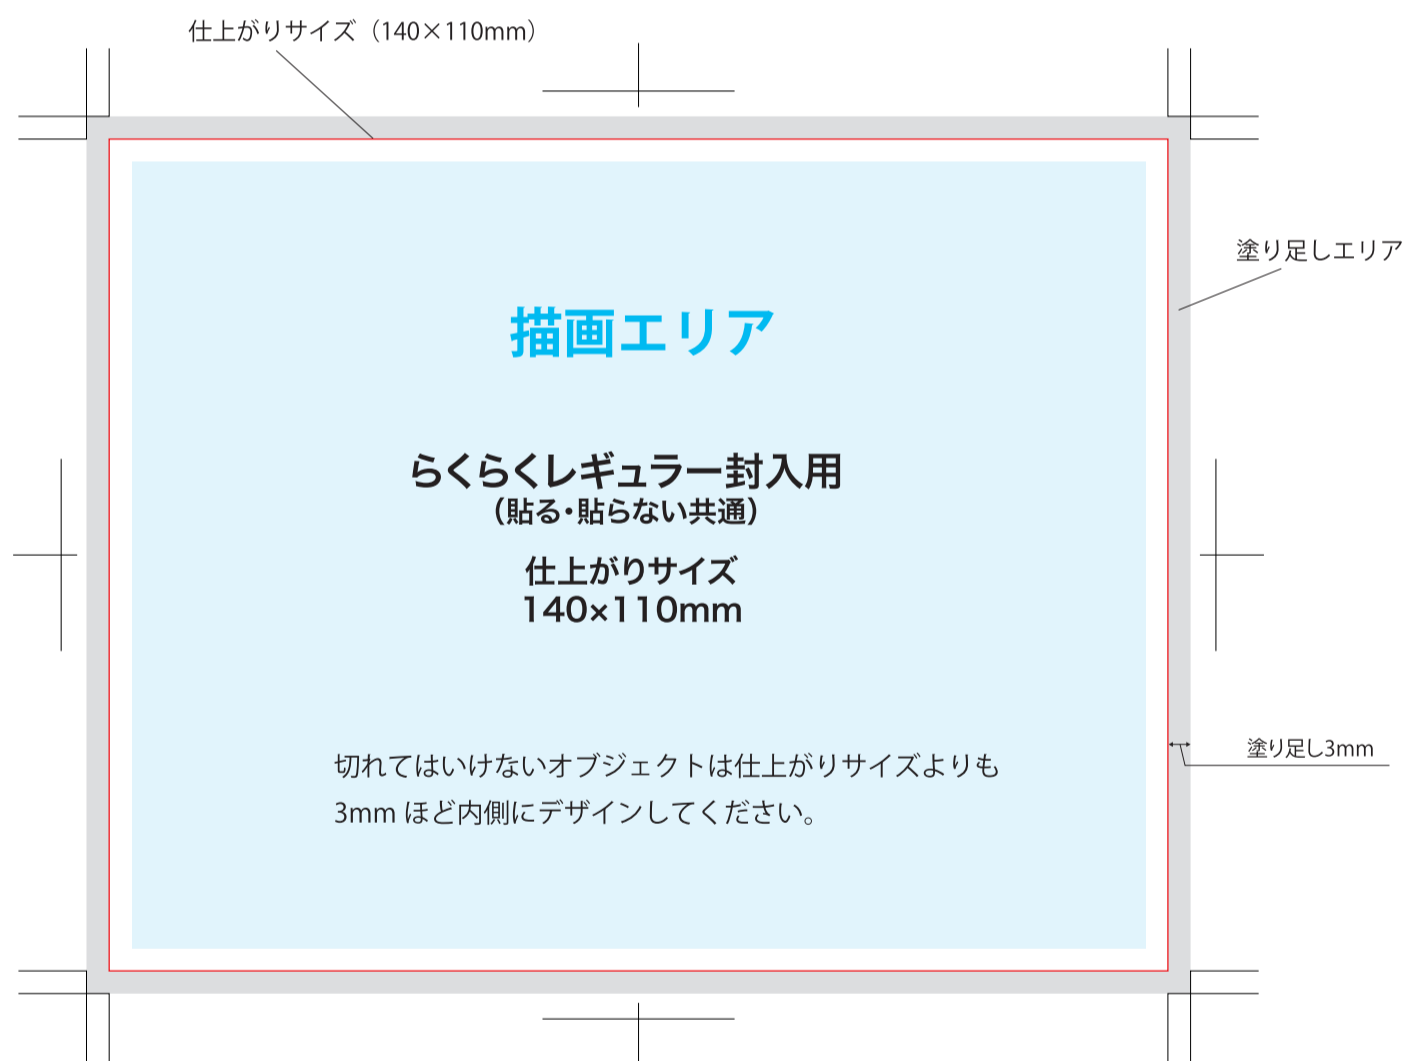 仕上がりサイズ（140×110mm）
塗り足しエリア
描画エリア
らくらくレギュラー封入用
（貼る・貼らない共通）
仕上がりサイズ
140×110mm
塗り足し3mm
切れてはいけないオブジェクトは仕上がりサイズよりも
3mm ほど内側にデザインしてください。